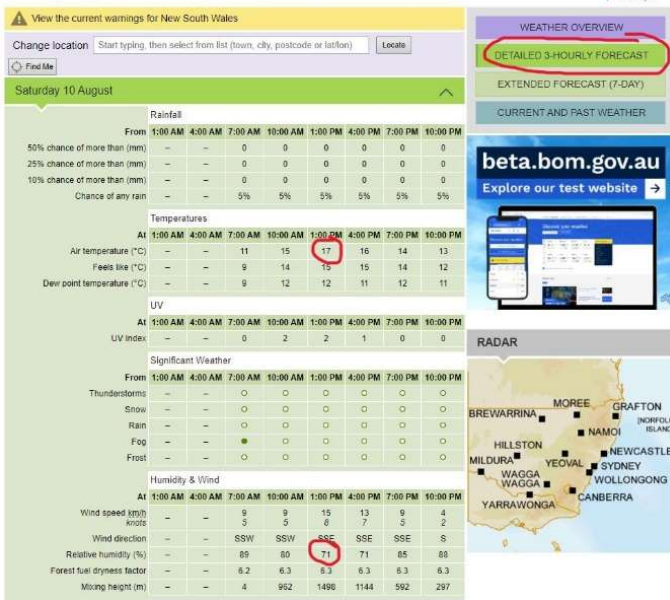 View the current warnings for New South Wales
Change location Start typing, then select from list (town, city, postcode or lat/lon) Locate
Find Me
Saturday 10 August
Rainfall
From 1:00 AM 4:00 AM 7:00 AM 10:00 AM 1:00 PM 4:00 PM 7:00 PM 10:00 PM
50% chance of more than (mm) – – 0 0 0 0 0 0
25% chance of more than (mm) – – 0 0 0 0 0 0
10% chance of more than (mm) – – 0 0 0 0 0 0
Chance of any rain – – 5% 5% 5% 5% 5% 5%
Temperatures
At 1:00 AM 4:00 AM 7:00 AM 10:00 AM 1:00 PM 4:00 PM 7:00 PM 10:00 PM
Air temperature (°C) – – 11 15 17 16 14 13
Feels like (°C) – – 9 14 15 15 14 12
Dew point temperature (°C) – – 9 12 12 11 12 11
UV
At 1:00 AM 4:00 AM 7:00 AM 10:00 AM 1:00 PM 4:00 PM 7:00 PM 10:00 PM
UV Index – – 0 2 2 1 0 0
Significant Weather
From 1:00 AM 4:00 AM 7:00 AM 10:00 AM 1:00 PM 4:00 PM 7:00 PM 10:00 PM
Thunderstorms – –
Snow – –
Rain – –
Fog – –
Frost – –
Humidity & Wind
At 1:00 AM 4:00 AM 7:00 AM 10:00 AM 1:00 PM 4:00 PM 7:00 PM 10:00 PM
Wind speed km/h – – 9 9 15 13 9 4
knots 5 5 8 7 5 2
Wind direction – – SSW SSW SSE SSE SSE S
Relative humidity (%) – – 89 80 71 71 85 88
Forest fuel dryness factor – – 6.2 6.3 6.3 6.3 6.3 6.3
Mixing height (m) – – 4 962 1498 1144 592 297
WEATHER OVERVIEW
DETAILED 3-HOURLY FORECAST
EXTENDED FORECAST (7-DAY)
CURRENT AND PAST WEATHER
beta.bom.gov.au
Explore our test website →
RADAR
MOREE
GRAFTON
BREWARRINA
[NORFOLK
ISLAND
NAMOI
HILLSTON
NEWCASTLE
MILDURA
YEOVAL
SYDNEY
WAGGA
WAGGA
WOLLONGONG
YARRAWONGA
CANBERRA